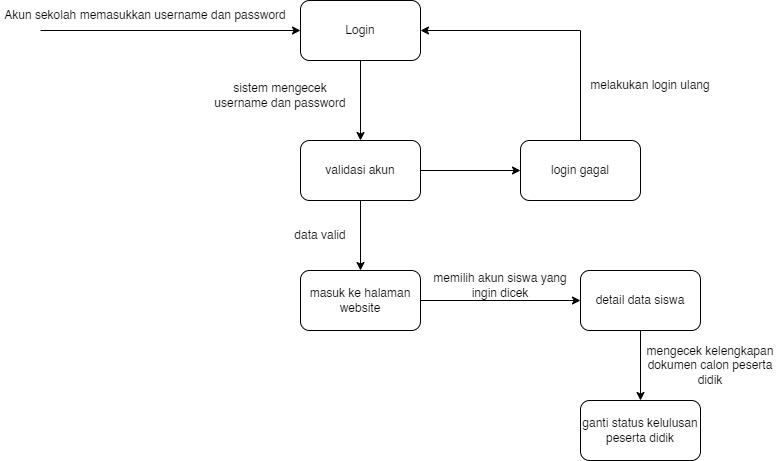 Akun sekolah memasukkan username dan password
Login
sistem mengecek
username dan password
melakukan login ulang
validasi akun
login gagal
data valid
masuk ke halaman
website
memilih akun siswa yang
ingin dicek
detail data siswa
mengecek kelengkapan
dokumen calon peserta
didik
ganti status kelulusan
peserta didik